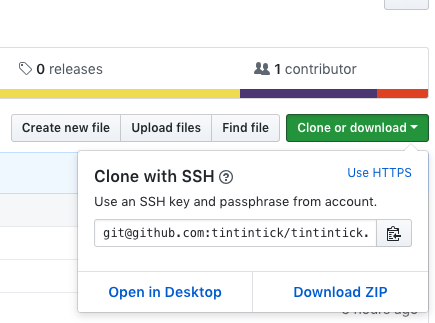 0 releases
1 contributor
Create new file
Upload files
Find file
Clone or download
Clone with SSH
Use HTTPS
Use an SSH key and passphrase from account.
git@github.com:tintintick/tintintick.
Open in Desktop
Download ZIP
hours ago